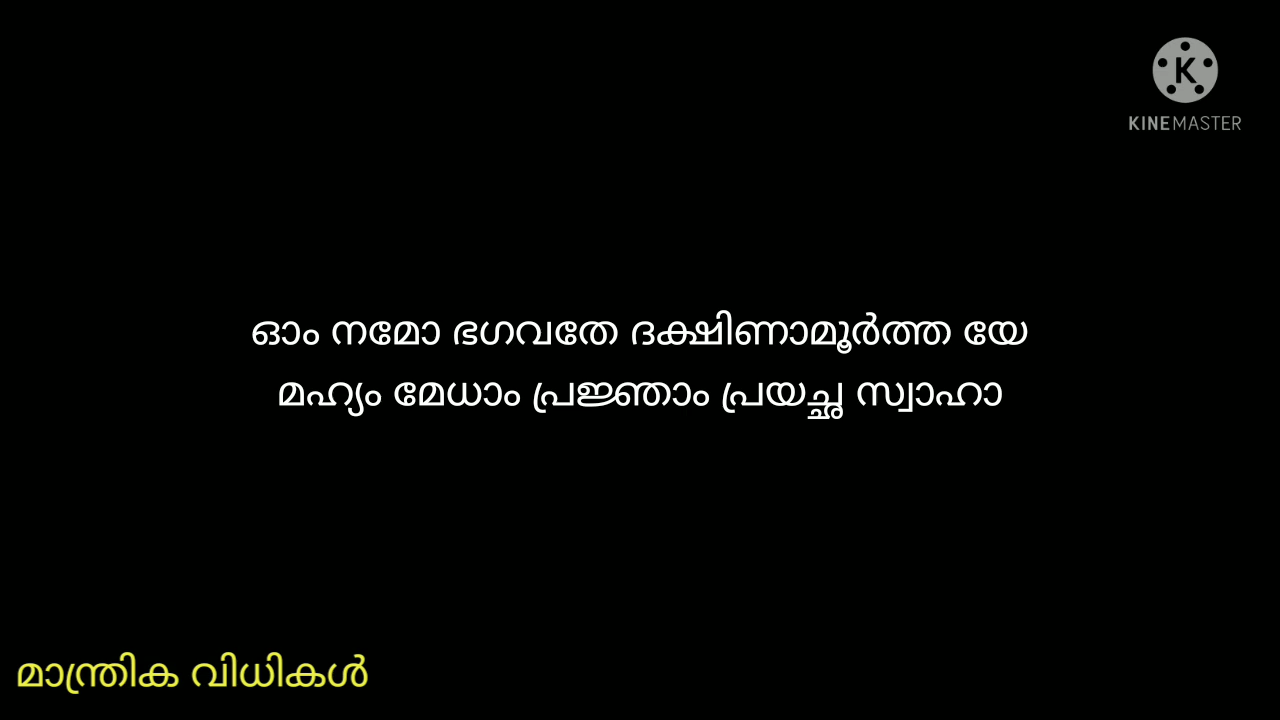 KINEMASTER
ഓം നമോ ഭഗവതേ ദക്ഷിണാമൂർത്ത യേ
മഹ്യം മേധാം പ്രജ്ഞാം പ്രയച്ഛ സ്വാഹാ
മാന്ത്രിക വിധികൾ